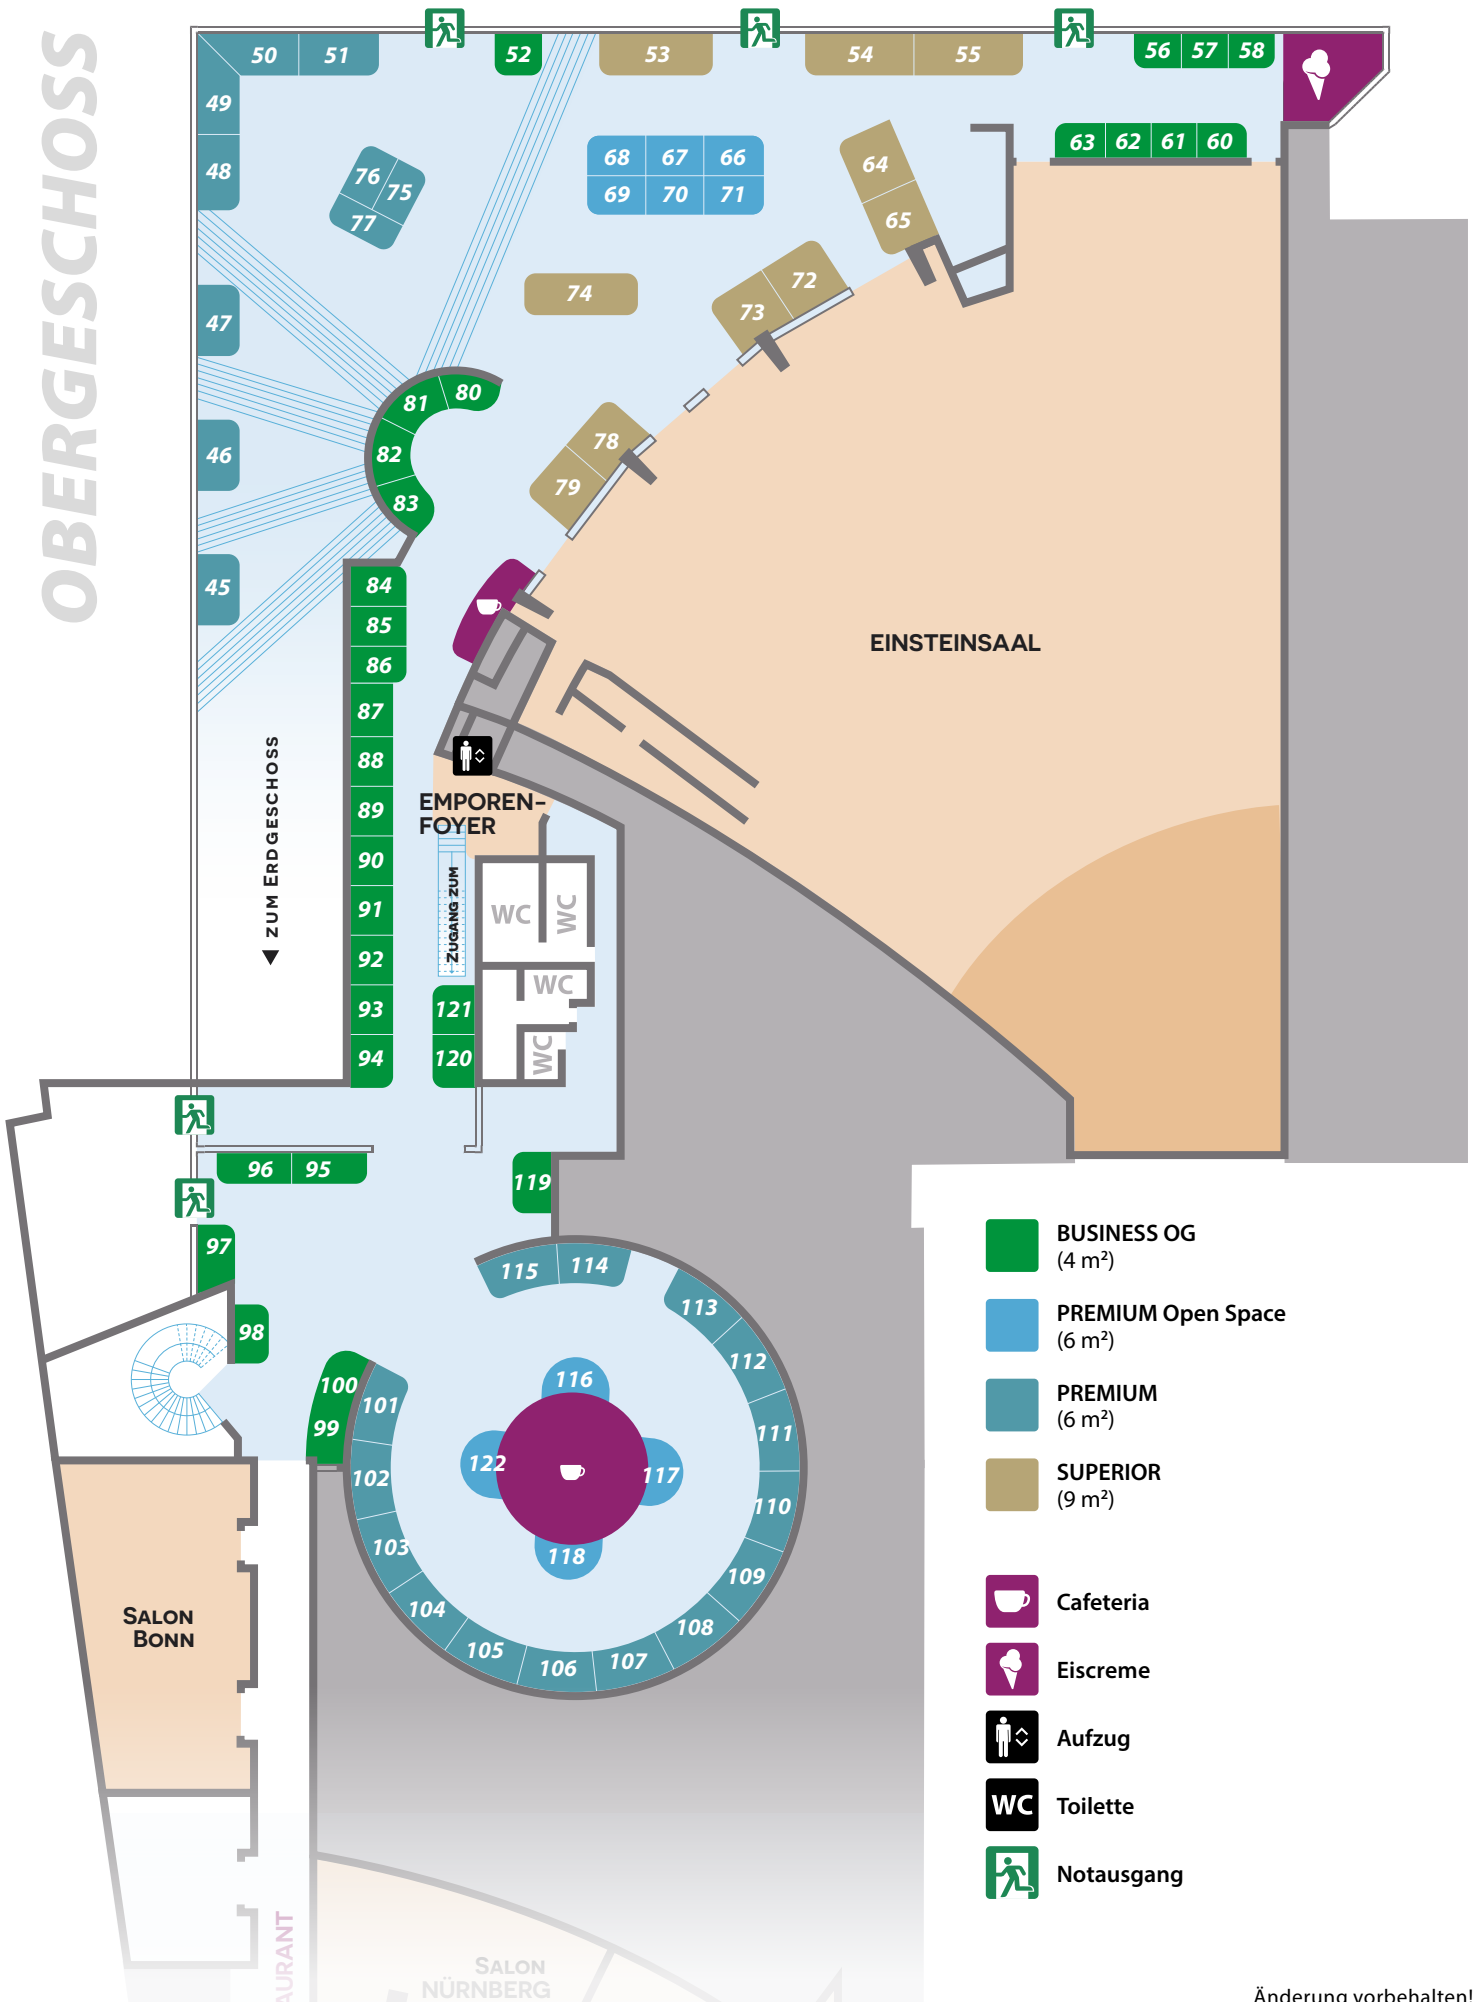 OBERGESCHOSS
50
51
52
53
54
55
56
57
58
49
48
76
75
77
68
67
66
69
70
71
64
65
63
62
61
60
74
72
73
47
46
45
81
80
82
83
78
79
84
85
86
87
88
89
90
91
92
93
94
EINSTEINSAAL
EMPOREN-
FOYER
ZUGANG ZUM
◄ ZUM ERDGESCHOSS
WC
WC
WC
WC
121
120
96
95
119
97
98
115
114
113
112
111
110
109
108
107
106
105
104
103
102
101
100
99
116
122
117
118
SALON
BONN
SALON
NÜRNBERG
AURANT
BUSINESS OG
(4 m²)
PREMIUM Open Space
(6 m²)
PREMIUM
(6 m²)
SUPERIOR
(9 m²)
Cafeteria
Eiscreme
Aufzug
WC Toilette
Notausgang
Änderung vorbehalten!